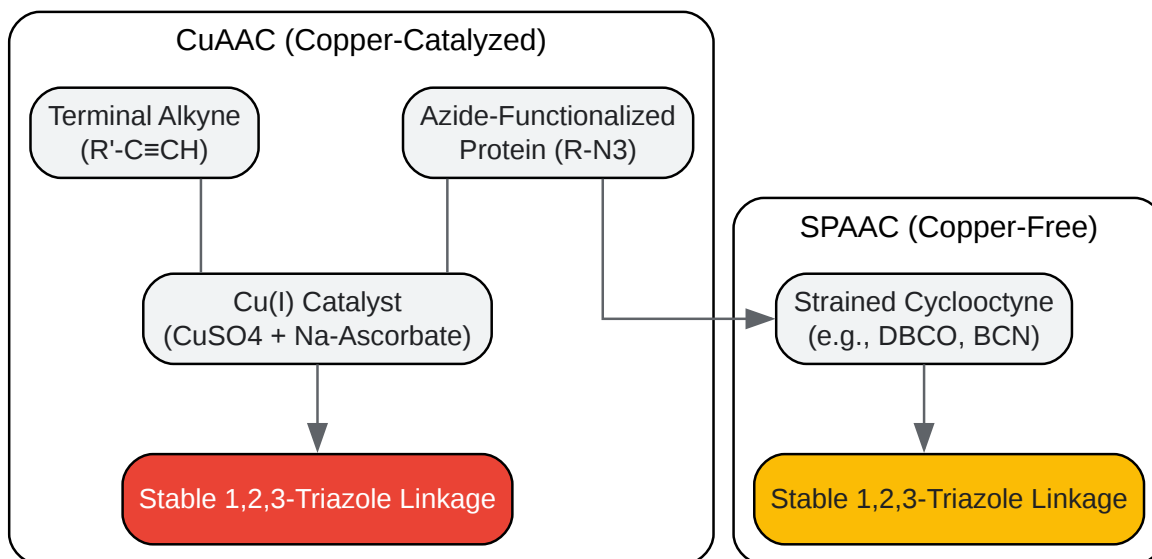 CuAAC (Copper-Catalyzed)
Terminal Alkyne
(R'-C≡CH)
Azide-Functionalized
Protein (R-N3)
Cu(I) Catalyst
(CuSO4 + Na-Ascorbate)
Stable 1,2,3-Triazole Linkage
SPAAC (Copper-Free)
Strained Cyclooctyne
(e.g., DBCO, BCN)
Stable 1,2,3-Triazole Linkage